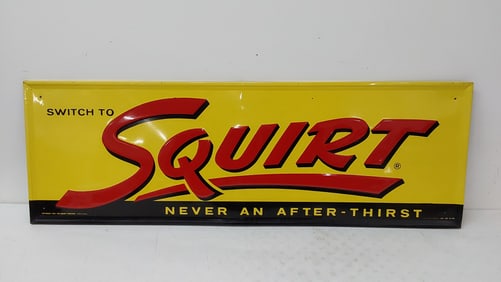 SWITCH TO
SQUIRT®
NEVER AN AFTER-THIRST